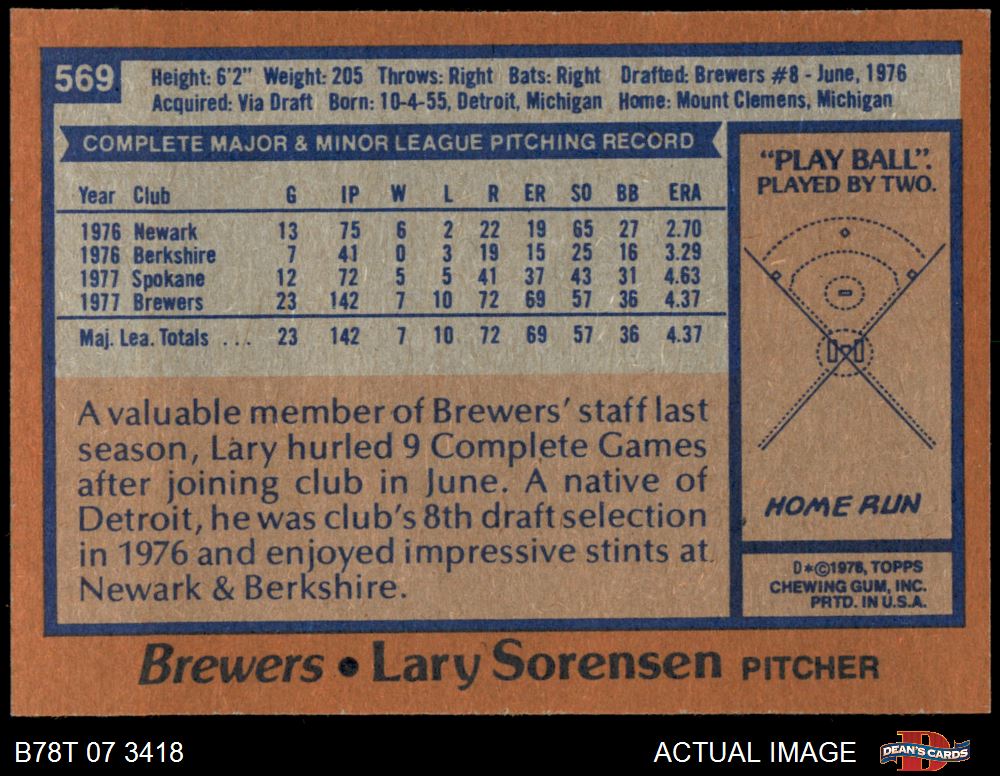 569
Height: 6'2" Weight: 205 Throws: Right Bats: Right Drafted: Brewers #8 - June, 1976
Acquired: Via Draft Born: 10-4-55, Detroit, Michigan Home: Mount Clemens, Michigan
COMPLETE MAJOR & MINOR LEAGUE PITCHING RECORD
Year Club G IP W L R ER SO BB ERA
1976 Newark 13 75 6 2 22 19 65 27 2.70
1976 Berkshire 7 41 0 3 19 15 25 16 3.29
1977 Spokane 12 72 5 5 41 37 43 31 4.63
1977 Brewers 23 142 7 10 72 69 57 36 4.37
Maj. Lea. Totals . . . 23 142 7 10 72 69 57 36 4.37
A valuable member of Brewers' staff last
season, Lary hurled 9 Complete Games
after joining club in June. A native of
Detroit, he was club's 8th draft selection
in 1976 and enjoyed impressive stints at
Newark & Berkshire.
"PLAY BALL".
PLAYED BY TWO.
HOME RUN
D*©1978, TOPPS
CHEWING GUM, INC.
PRTD. IN U.S.A.
Brewers • Lary Sorensen PITCHER
B78T 07 3418
ACTUAL IMAGE
DEAN'S CARDS